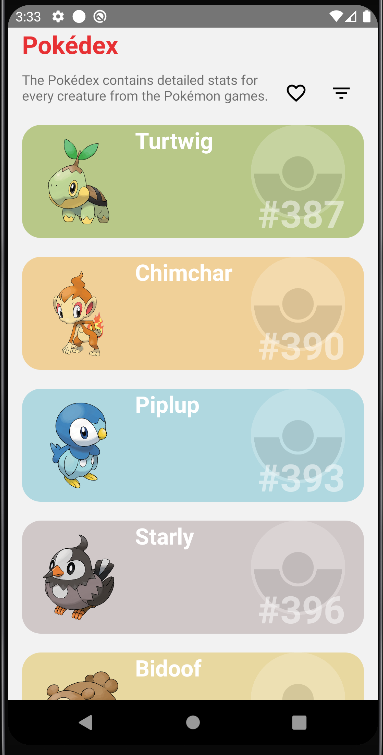 3:33
Pokédex
The Pokédex contains detailed stats for
every creature from the Pokémon games.
Turtwig
#387
Chimchar
#390
Piplup
#393
Starly
#396
Bidoof